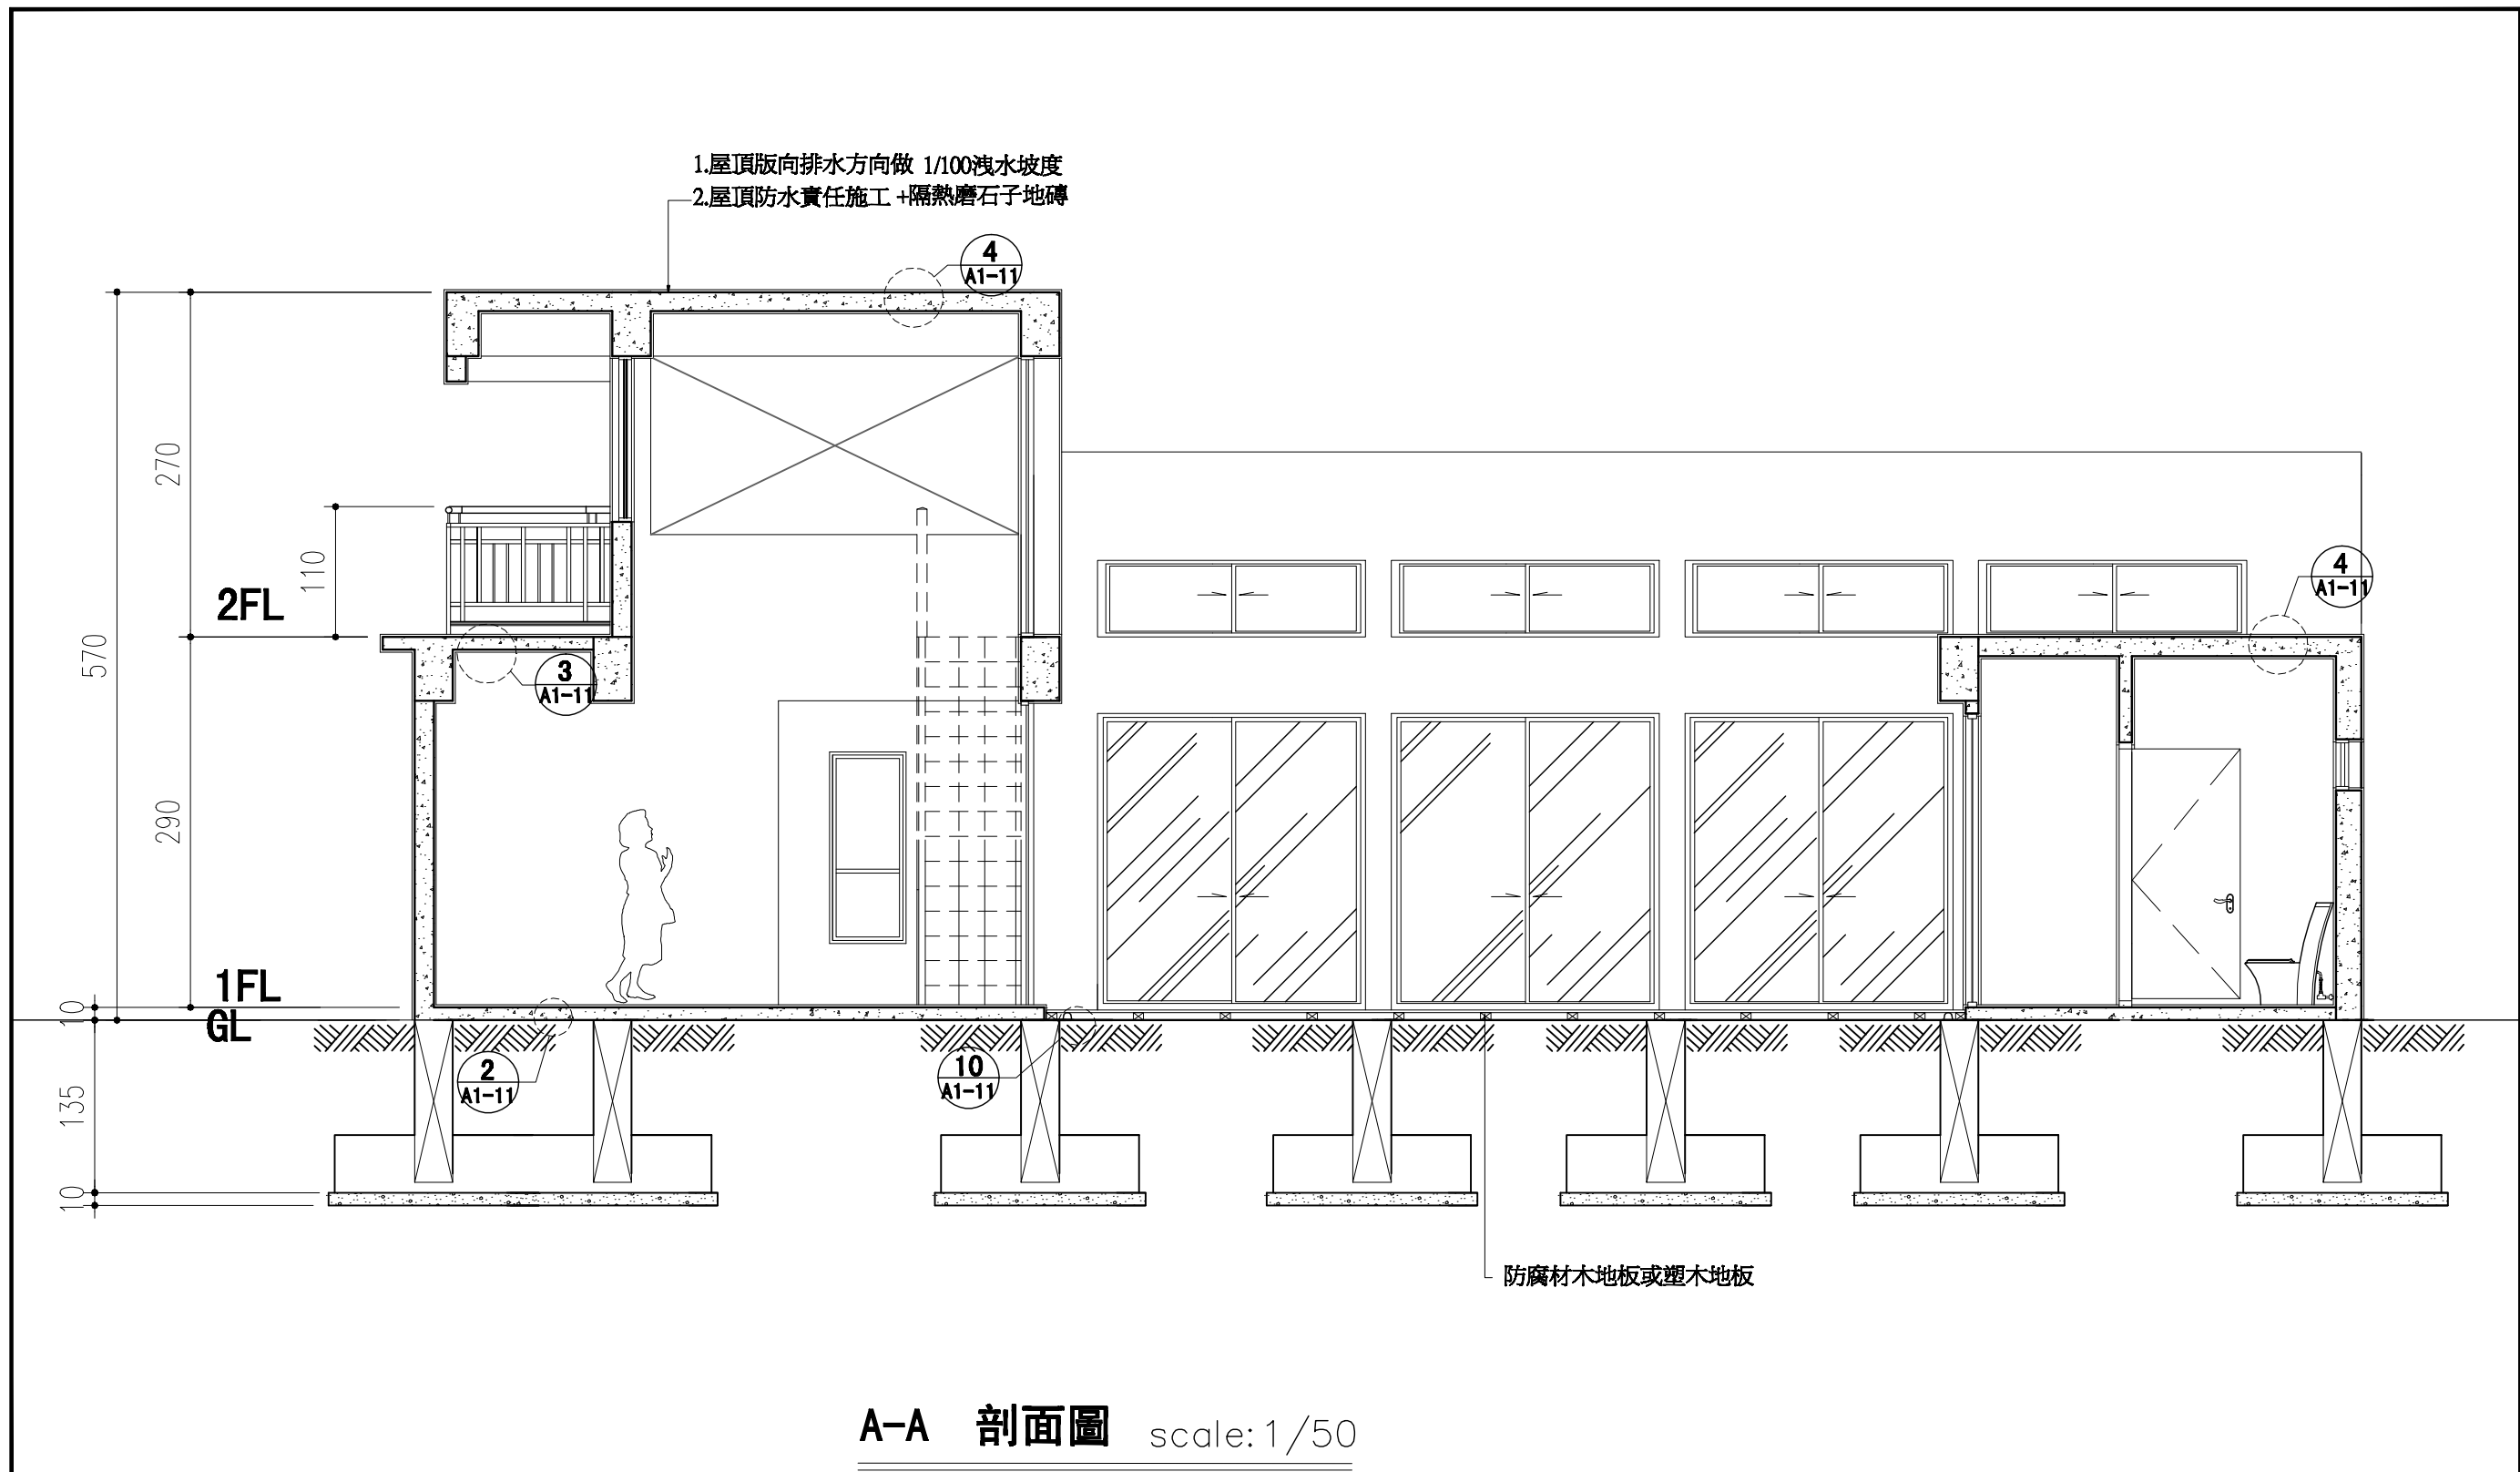 1.屋頂版向排水方向做 1/100洩水坡度
2.屋頂防水責任施工+隔熱磨石子地磚
4
A1-11
270
110
2FL
570
4
A1-11
3
A1-11
290
1FL
10
GL
2
A1-11
10
A1-11
135
10
防腐材木地板或塑木地板
A-A 剖面圖 scale:1/50